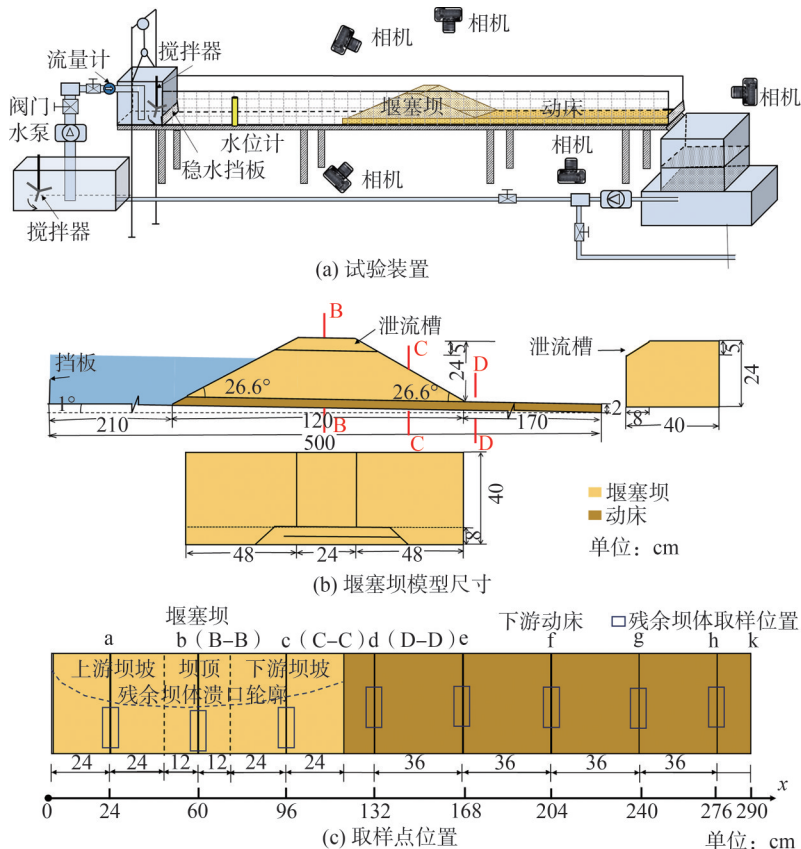 相机
相机
搅拌器
流量计
相机
阀门
水泵
堰塞坝
动床
水位计
稳水挡板
相机
相机
搅拌器
(a) 试验装置
B
泄流槽
C
5
24
D
挡板
26.6°
26.6°
1°
2
210
120
170
B
C
D
500
泄流槽
5
24
8
40
40
8
48
24
48
堰塞坝
动床
单位：cm
(b) 堰塞坝模型尺寸
堰塞坝
下游动床
残余坝体取样位置
a
b（B-B）
c（C-C）
d（D-D）
e
f
g
h
k
上游坝坡
坝顶
下游坝坡
残余坝体溃口轮廓
24
24
12
12
24
24
36
36
36
36
x
0
24
60
96
132
168
204
240
276
290
(c) 取样点位置
单位：cm